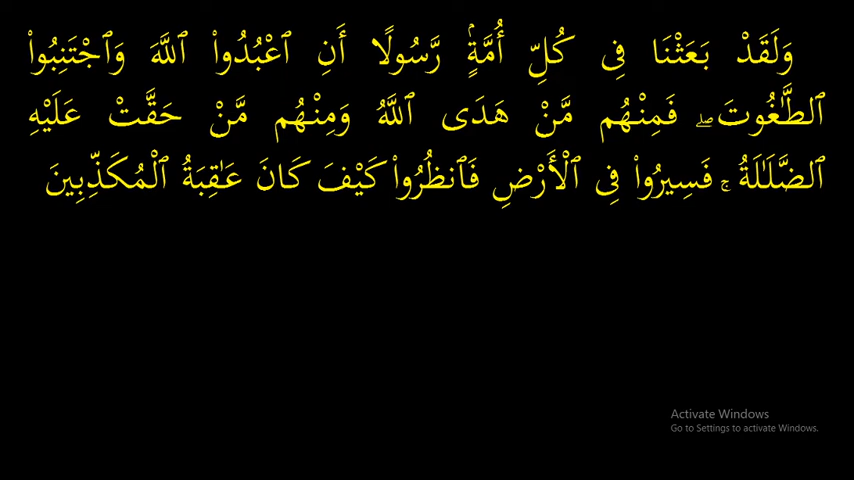 وَلَقَدْ بَعَثْنَا فِى كُلِّ أُمَّةٍۢ رَّسُولًا أَنِ ٱعْبُدُوا۟ ٱللَّهَ وَٱجْتَنِبُوا۟
ٱلطَّٰغُوتَ ۖ فَمِنْهُم مَّنْ هَدَى ٱللَّهُ وَمِنْهُم مَّنْ حَقَّتْ عَلَيْهِ
ٱلضَّلَٰلَةُ ۚ فَسِيرُوا۟ فِى ٱلْأَرْضِ فَٱنظُرُوا۟ كَيْفَ كَانَ عَٰقِبَةُ ٱلْمُكَذِّبِينَ
Activate Windows
Go to Settings to activate Windows.